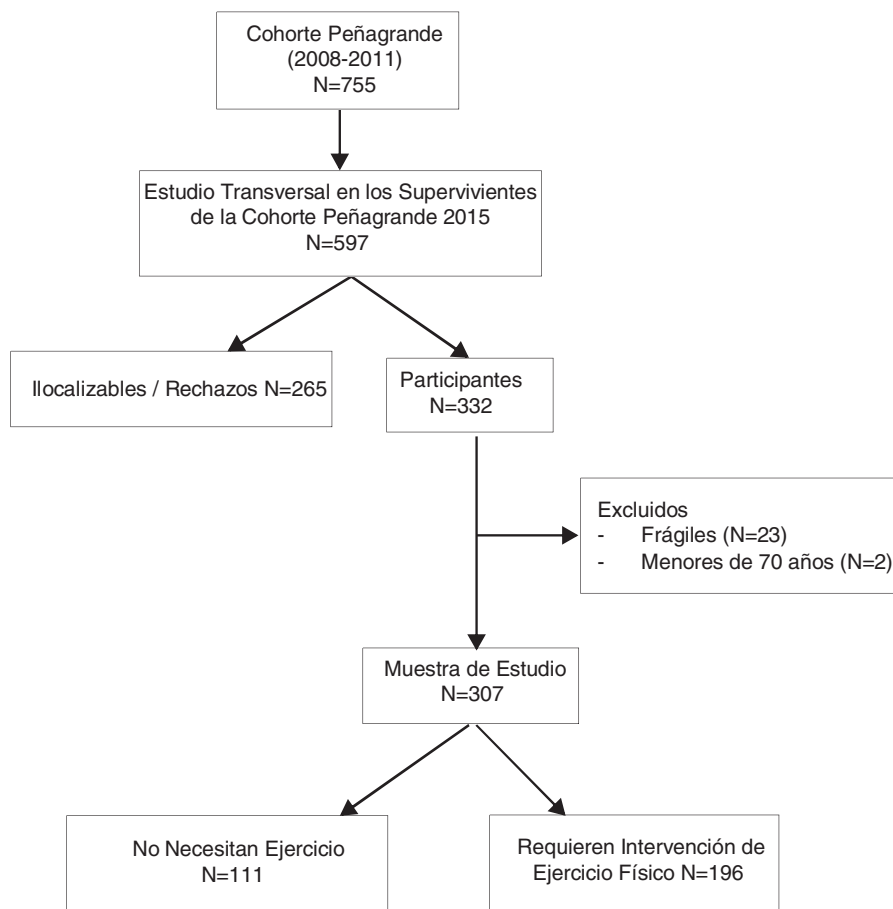 Cohorte Peñagrande
(2008-2011)
N=755
Estudio Transversal en los Supervivientes
de la Cohorte Peñagrande 2015
N=597
Ilocalizables / Rechazos N=265
Participantes
N=332
Excluidos
- Frágiles (N=23)
- Menores de 70 años (N=2)
Muestra de Estudio
N=307
No Necesitan Ejercicio
N=111
Requieren Intervención de
Ejercicio Físico N=196